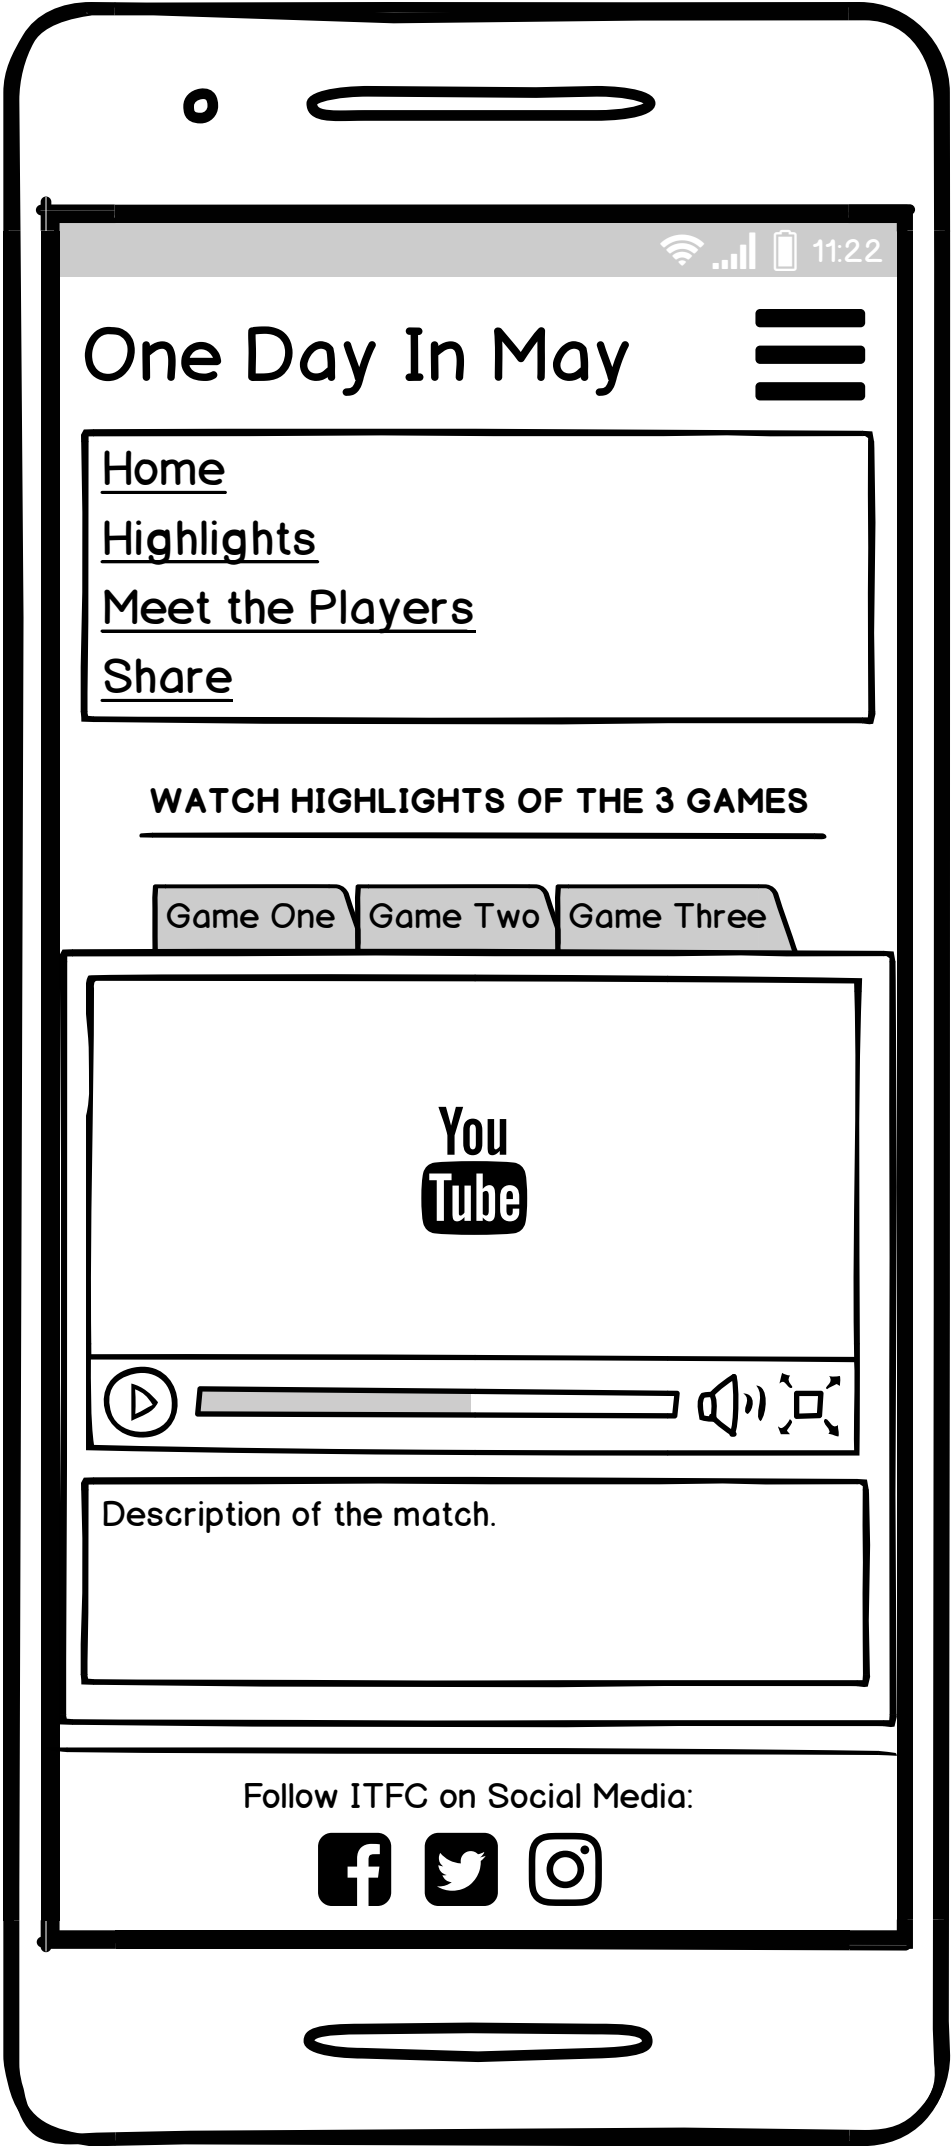 11:22
One Day In May
Home
Highlights
Meet the Players
Share
WATCH HIGHLIGHTS OF THE 3 GAMES
Game One Game Two Game Three
You
Tube
Description of the match.
Follow ITFC on Social Media: